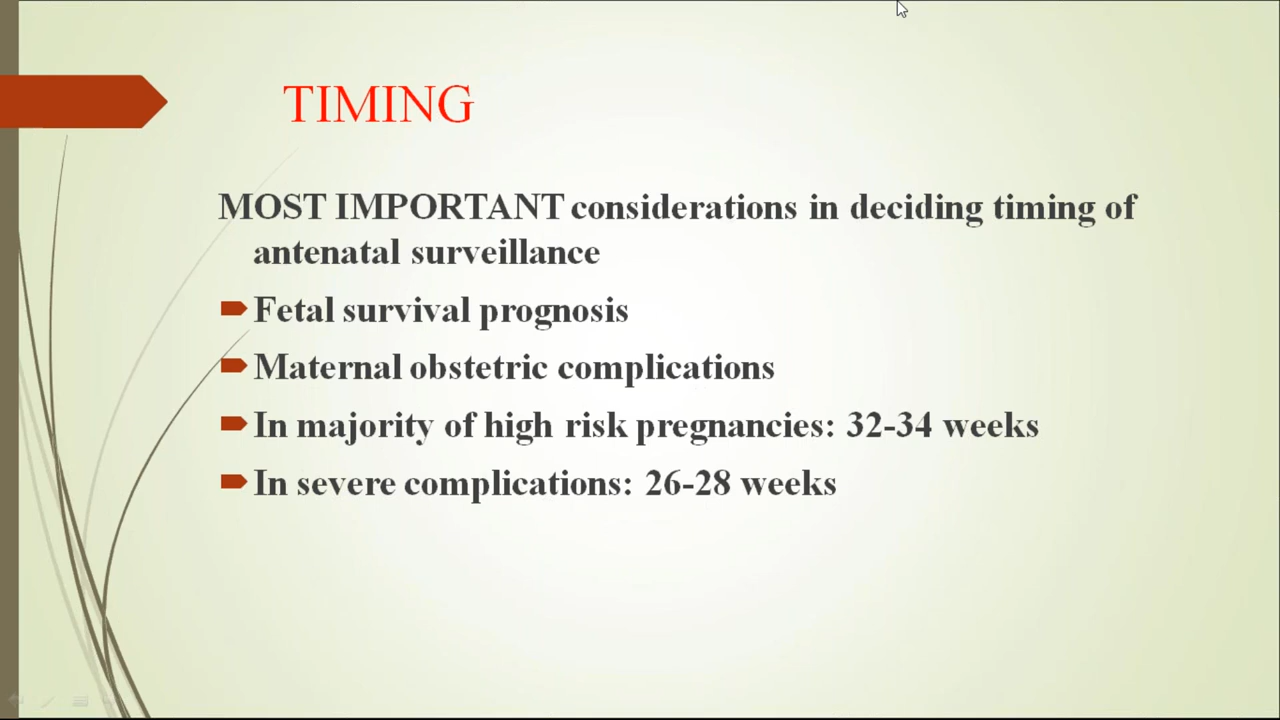 TIMING
MOST IMPORTANT considerations in deciding timing of
antenatal surveillance
Fetal survival prognosis
Maternal obstetric complications
In majority of high risk pregnancies: 32-34 weeks
In severe complications: 26-28 weeks